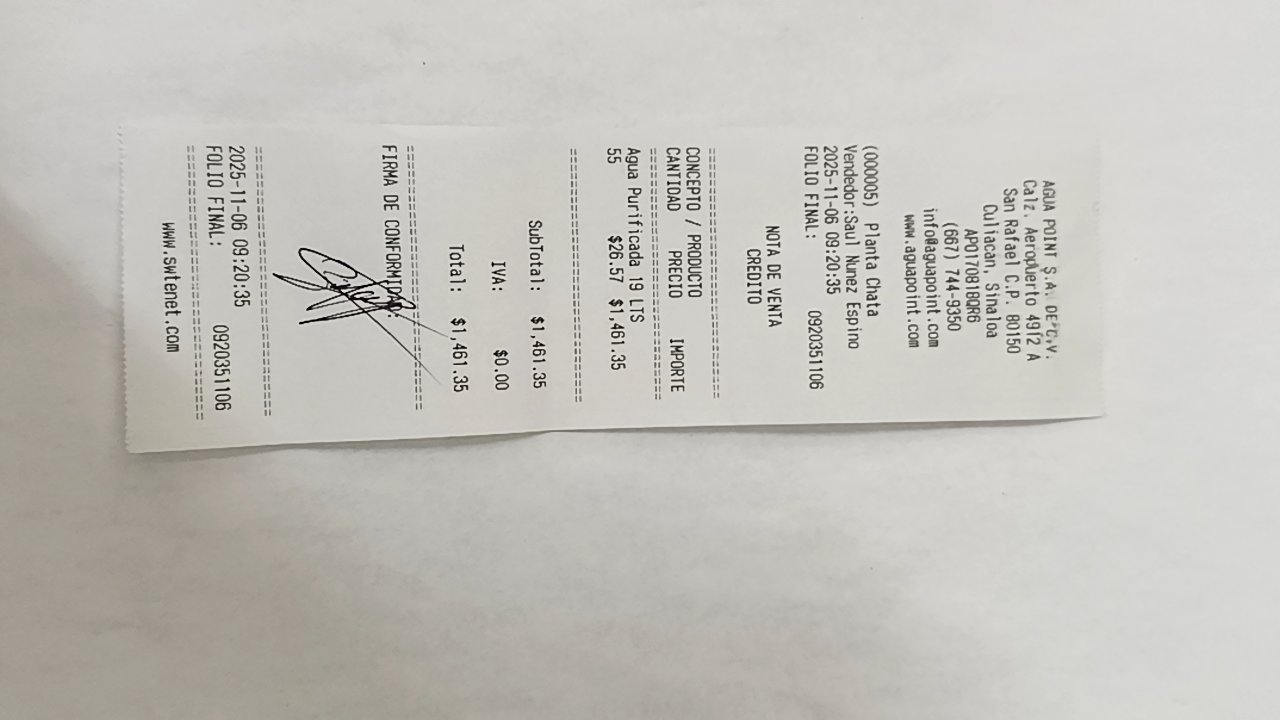 AGUA POINT S.A. DE C.V.
Calz. Aeropuerto 4912 A
San Rafael C.P. 80150
Culiacan, Sinaloa
APO170818QR6
(667) 744-9350
info@aguapoint.com
www.aguapoint.com
(000005) Planta Chata
Vendedor:Saul Nunez Espino
2025-11-06 09:20:35
FOLIO FINAL: 0920351106
NOTA DE VENTA
CREDITO
CONCEPTO / PRODUCTO
CANTIDAD PRECIO IMPORTE
Agua Purificada 19 LTS
55 $26.57 $1,461.35
SubTotal: $1,461.35
IVA: $0.00
Total: $1,461.35
FIRMA DE CONFORMIDAD:
2025-11-06 09:20:35
FOLIO FINAL: 0920351106
www.swtenet.com